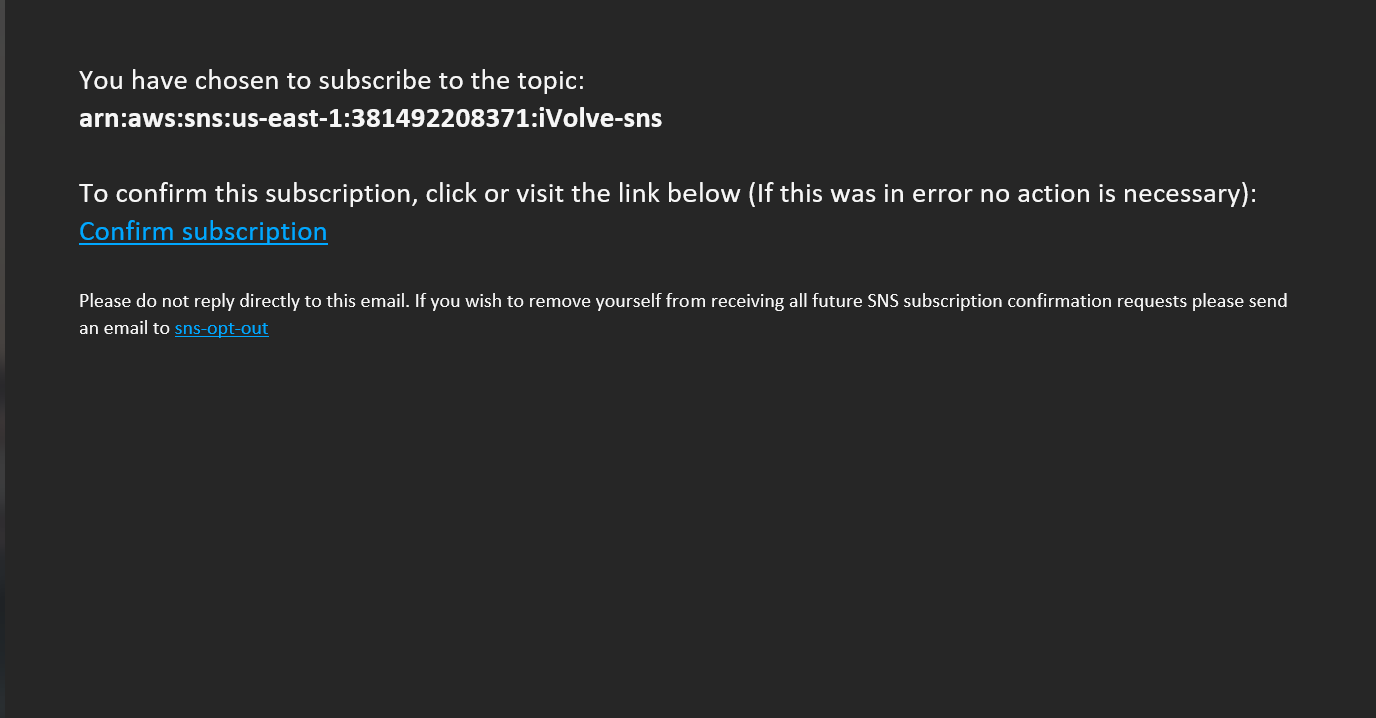 You have chosen to subscribe to the topic:
arn:aws:sns:us-east-1:381492208371:iVolve-sns
To confirm this subscription, click or visit the link below (If this was in error no action is necessary):
Confirm subscription
Please do not reply directly to this email. If you wish to remove yourself from receiving all future SNS subscription confirmation requests please send
an email to sns-opt-out